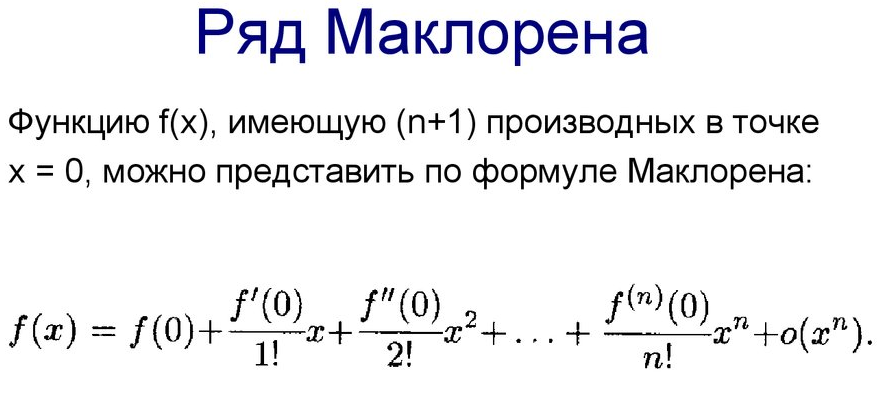 Ряд Маклорена
Функцию f(x), имеющую (n+1) производных в точке
x = 0, можно представить по формуле Маклорена:
f(x) = f(0)+\frac{f'(0)}{1!}x+\frac{f''(0)}{2!}x^2+...+\frac{f^{(n)}(0)}{n!}x^n+o(x^n).